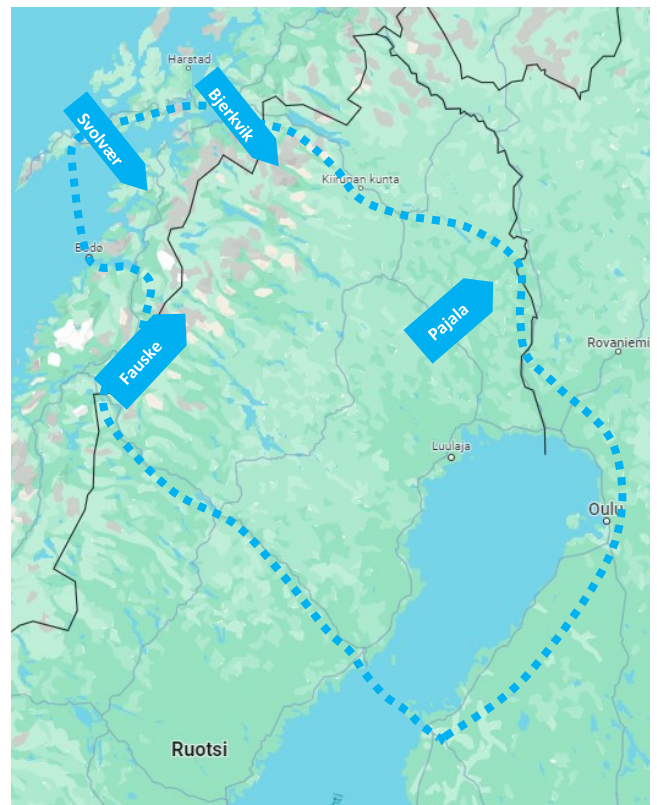 Harstad
Svolvær
Bjerkvik
Kiirunan kunta
Bodø
Pajala
Fauske
Rovaniemi
Luulaja
Oulu
Ruotsi